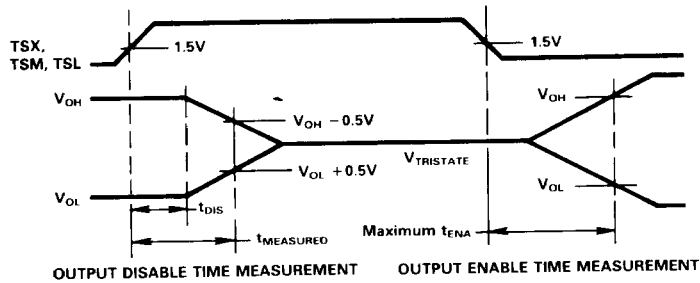 TSX,
TSM, TSL
1.5V
1.5V
VOH
VOH −0.5V
VOH
VTRISTATE
VOL +0.5V
VOL
VOL
tDIS
tMEASURED
Maximum tENA
OUTPUT DISABLE TIME MEASUREMENT
OUTPUT ENABLE TIME MEASUREMENT